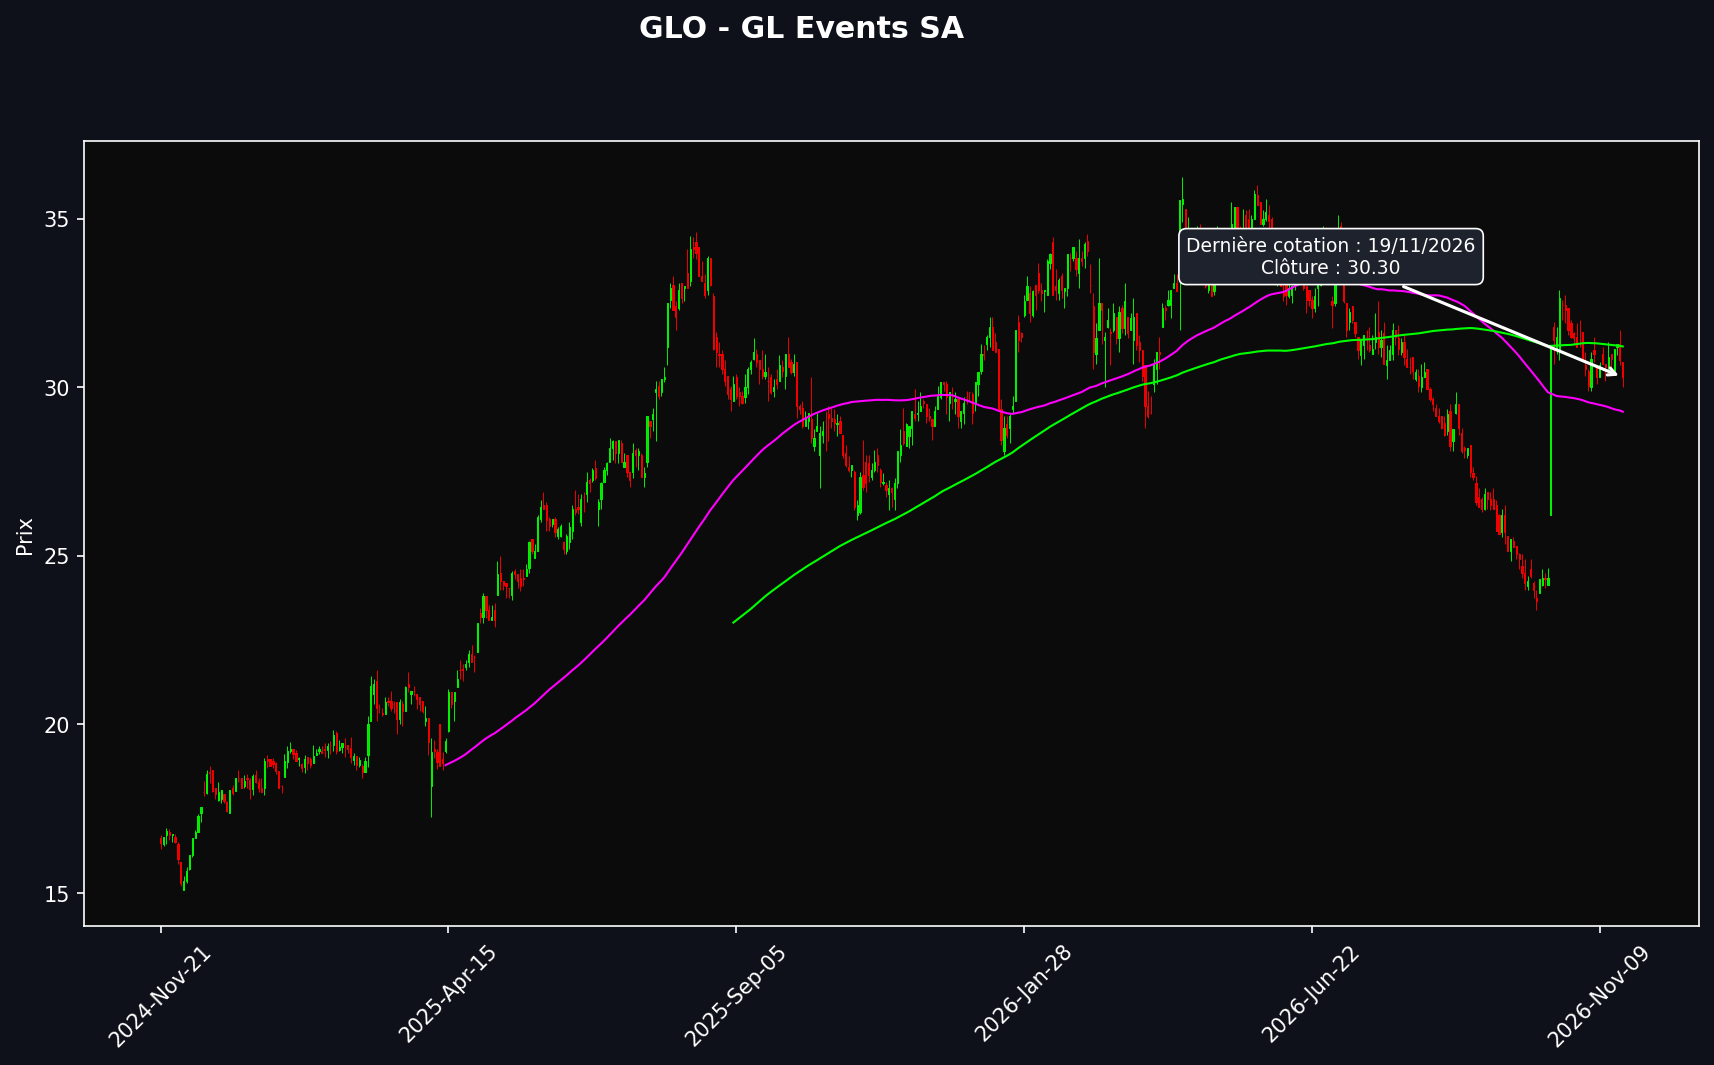 GLO - GL Events SA
Dernière cotation : 19/11/2026
Clôture : 30.30
Prix
35
30
25
20
15
2024-Nov-21
2025-Apr-15
2025-Sep-05
2026-Jan-28
2026-Jun-22
2026-Nov-09